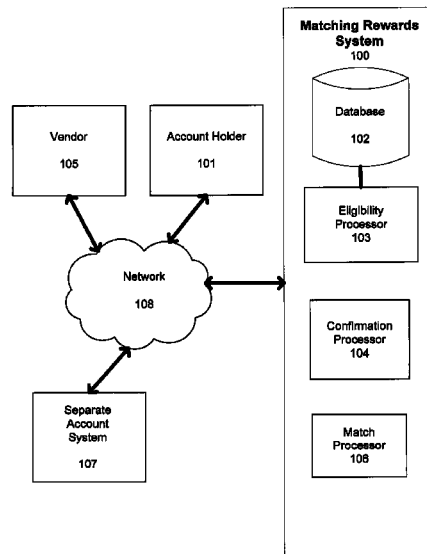 Matching Rewards
System
100
Database
102
Vendor
105
Account Holder
101
Eligibility
Processor
103
Network
108
Confirmation
Processor
104
Separate
Account
System
107
Match
Processor
106